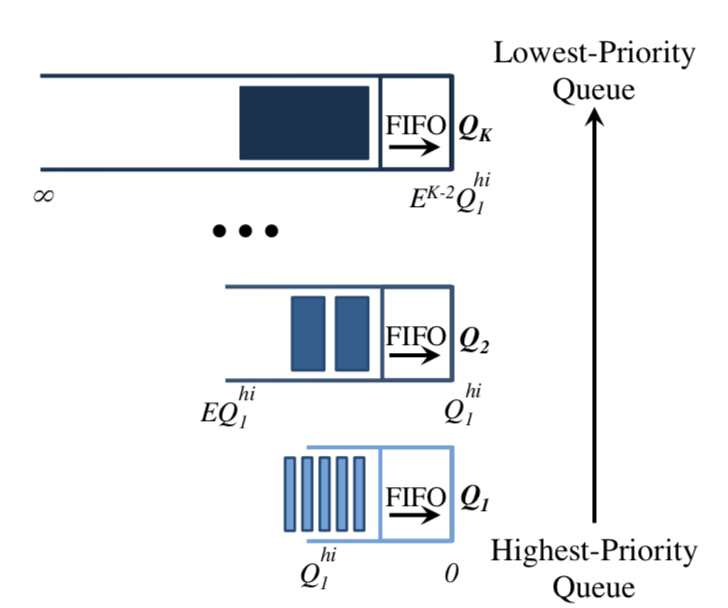 Lowest-Priority
Queue
FIFO Q_K
∞ E^{K-2}Q_1^{hi}
• • •
FIFO Q_2
EQ_1^{hi} Q_1^{hi}
FIFO Q_1
Q_1^{hi} 0
Highest-Priority
Queue